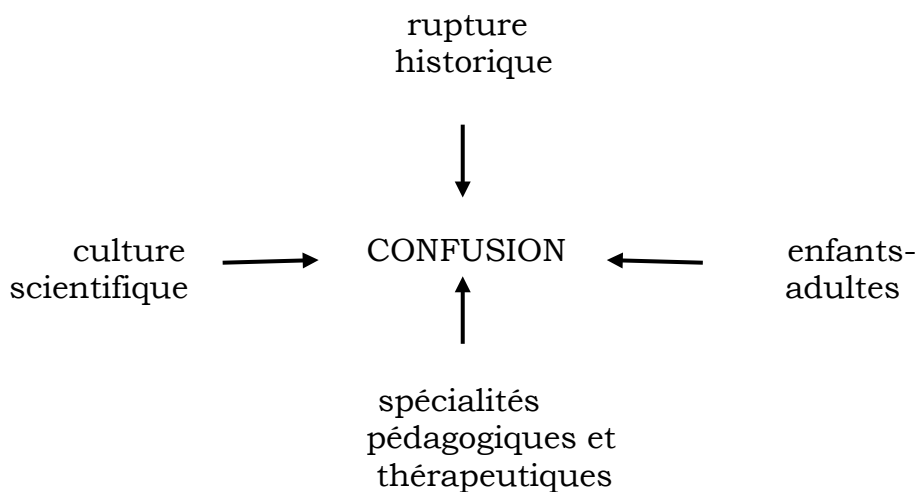 rupture
historique
culture
scientifique
CONFUSION
enfants-
adultes
spécialités
pédagogiques et
thérapeutiques